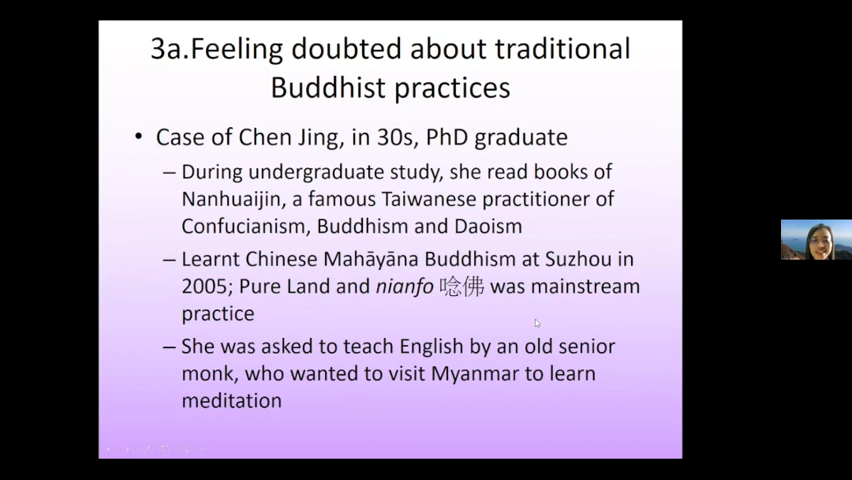 3a.Feeling doubted about traditional
Buddhist practices
• Case of Chen Jing, in 30s, PhD graduate
– During undergraduate study, she read books of
Nanhuaijin, a famous Taiwanese practitioner of
Confucianism, Buddhism and Daoism
– Learnt Chinese Mahāyāna Buddhism at Suzhou in
2005; Pure Land and nianfo 唸佛 was mainstream
practice
– She was asked to teach English by an old senior
monk, who wanted to visit Myanmar to learn
meditation